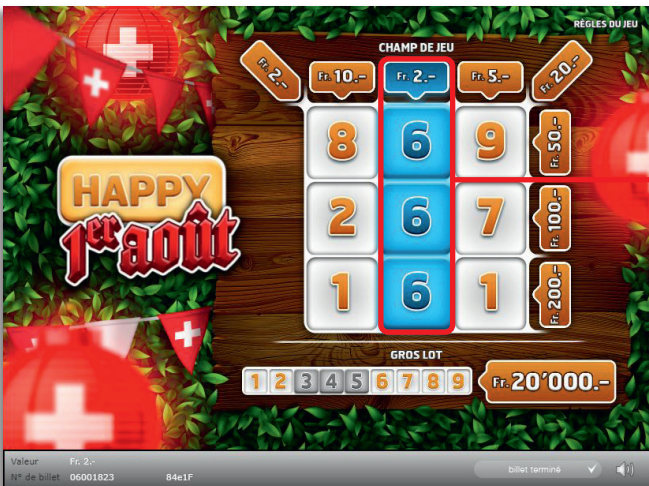 RÈGLES DU JEU
CHAMP DE JEU
Fr. 2.- Fr. 10.- Fr. 2.- Fr. 5.- Fr. 20.-
8 6 9 Fr. 50.-
2 6 7 Fr. 100.-
1 6 1 Fr. 200.-
HAPPY
1er août
GROS LOT
1 2 3 4 5 6 7 8 9 Fr. 20'000.-
Valeur Fr. 2.-
N° de billet 06001823 84e1F
billet terminé